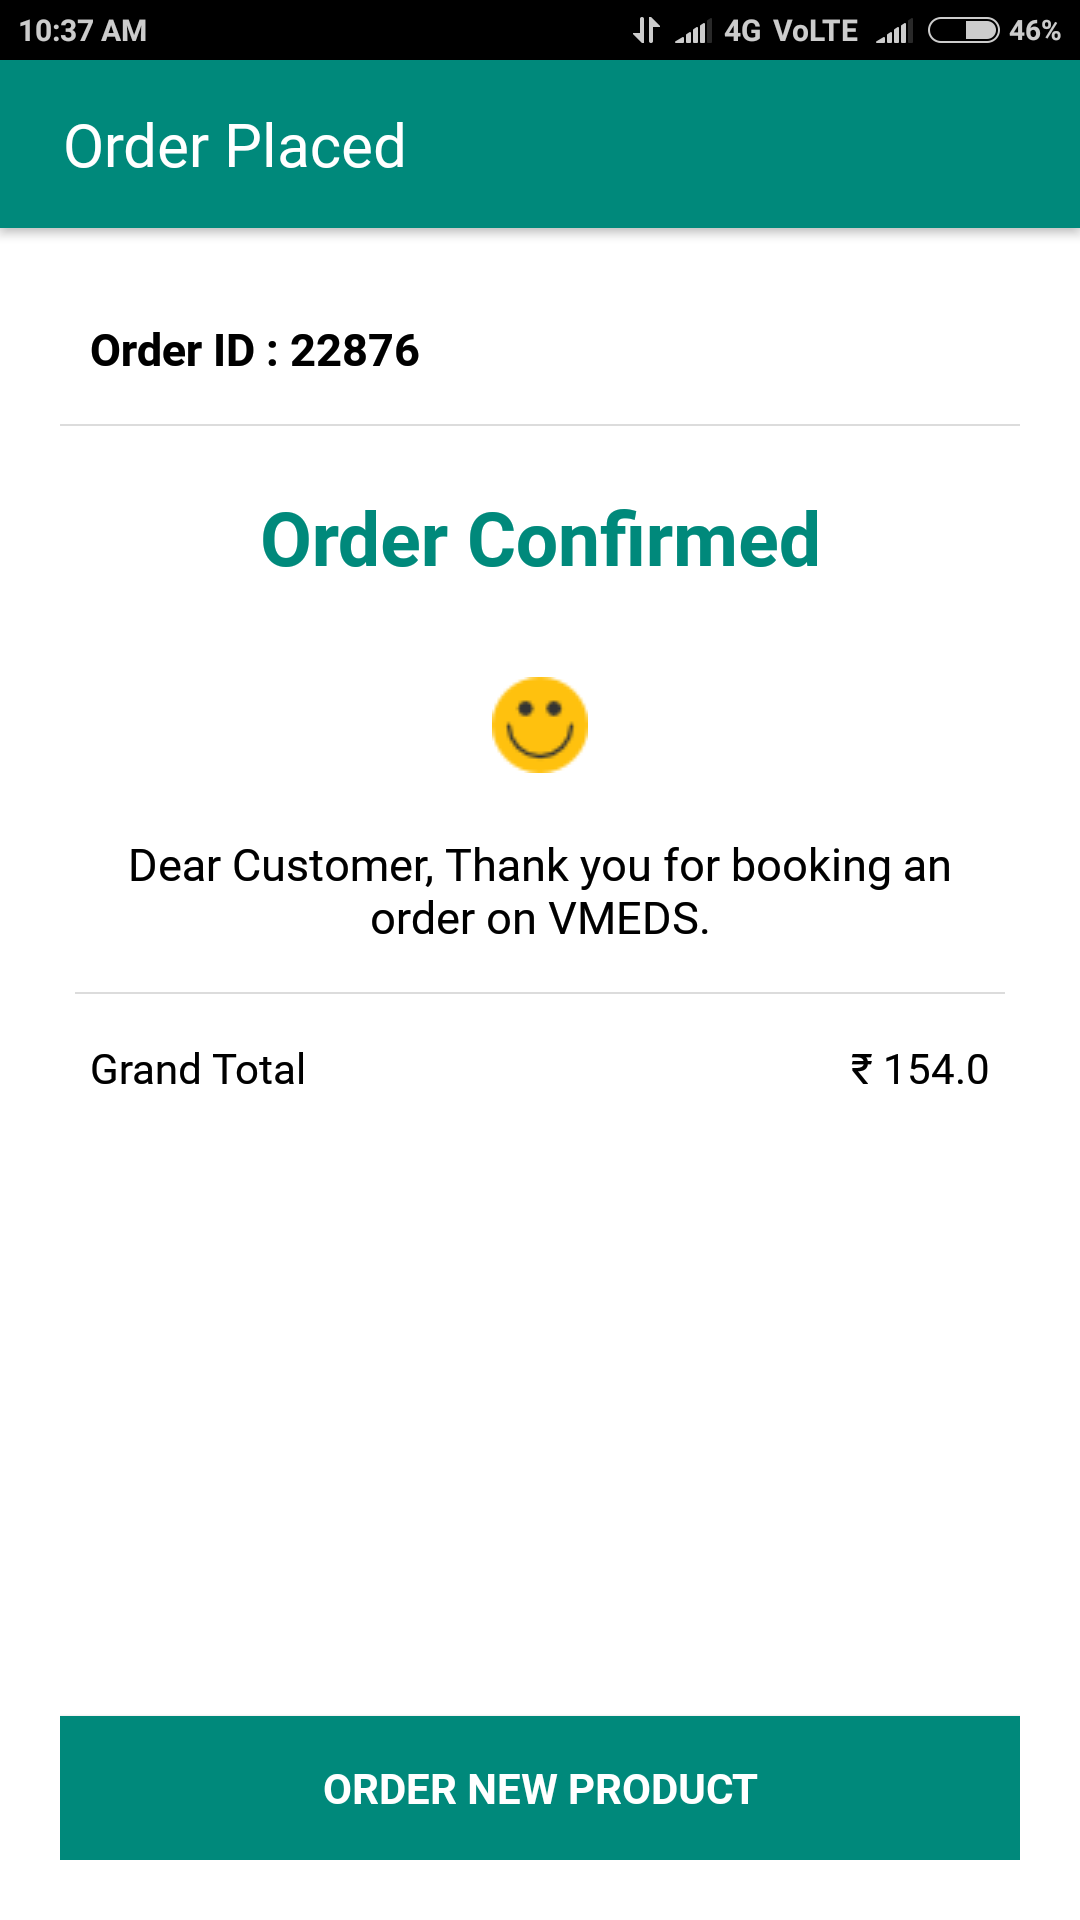 10:37 AM 4G VoLTE 46%
Order Placed
Order ID : 22876
Order Confirmed
Dear Customer, Thank you for booking an
order on VMEDS.
Grand Total ₹ 154.0
ORDER NEW PRODUCT